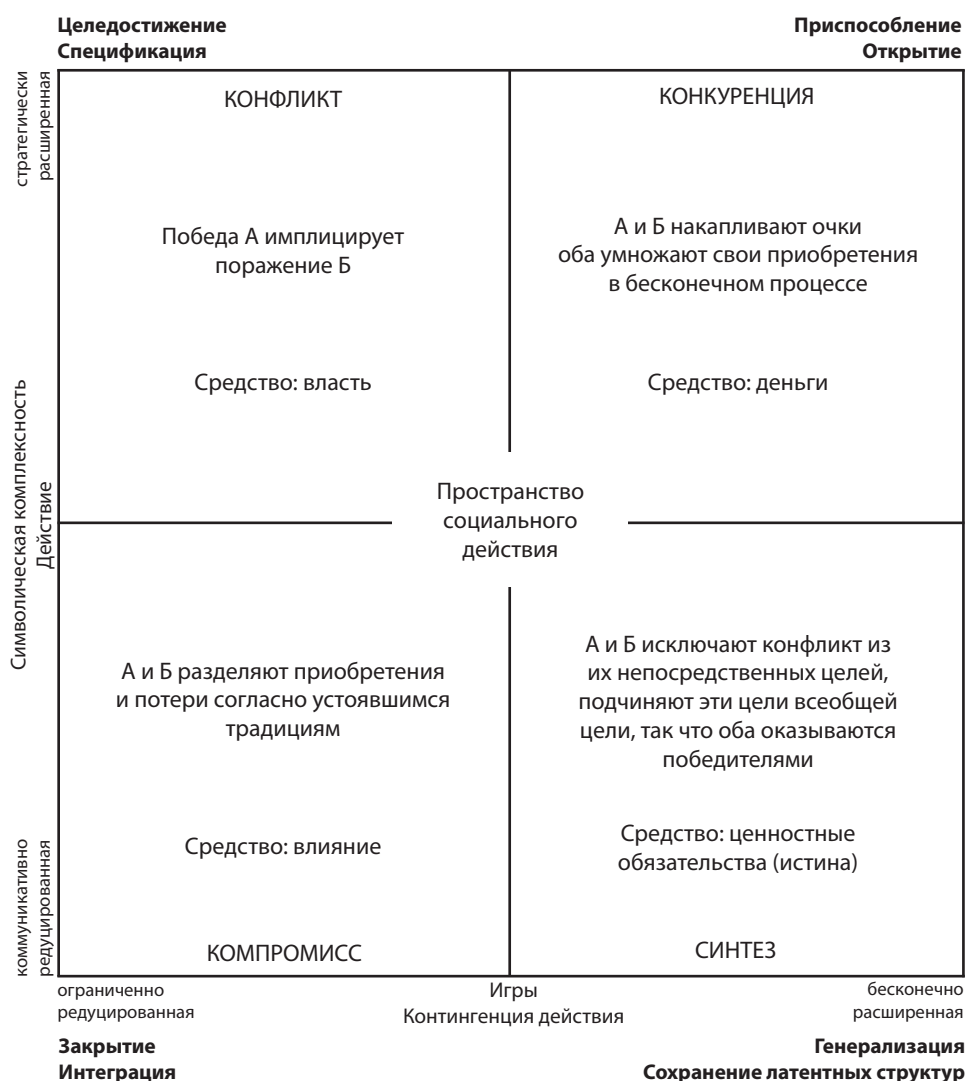 Целедостижение
Спецификация
Приспособление
Открытие
стратегически
расширенная
КОНФЛИКТ
КОНКУРЕНЦИЯ
Победа А имплицирует
поражение Б
А и Б накапливают очки
оба умножают свои приобретения
в бесконечном процессе
Средство: власть
Средство: деньги
Символическая комплексность
Действие
Пространство
социального
действия
А и Б разделяют приобретения
и потери согласно устоявшимся
традициям
А и Б исключают конфликт из
их непосредственных целей,
подчиняют эти цели всеобщей
цели, так что оба оказываются
победителями
Средство: влияние
Средство: ценностные
обязательства (истина)
коммуникативно
редуцированная
КОМПРОМИСС
СИНТЕЗ
ограниченно
редуцированная
Игры
Контингенция действия
бесконечно
расширенная
Закрытие
Интеграция
Генерализация
Сохранение латентных структур